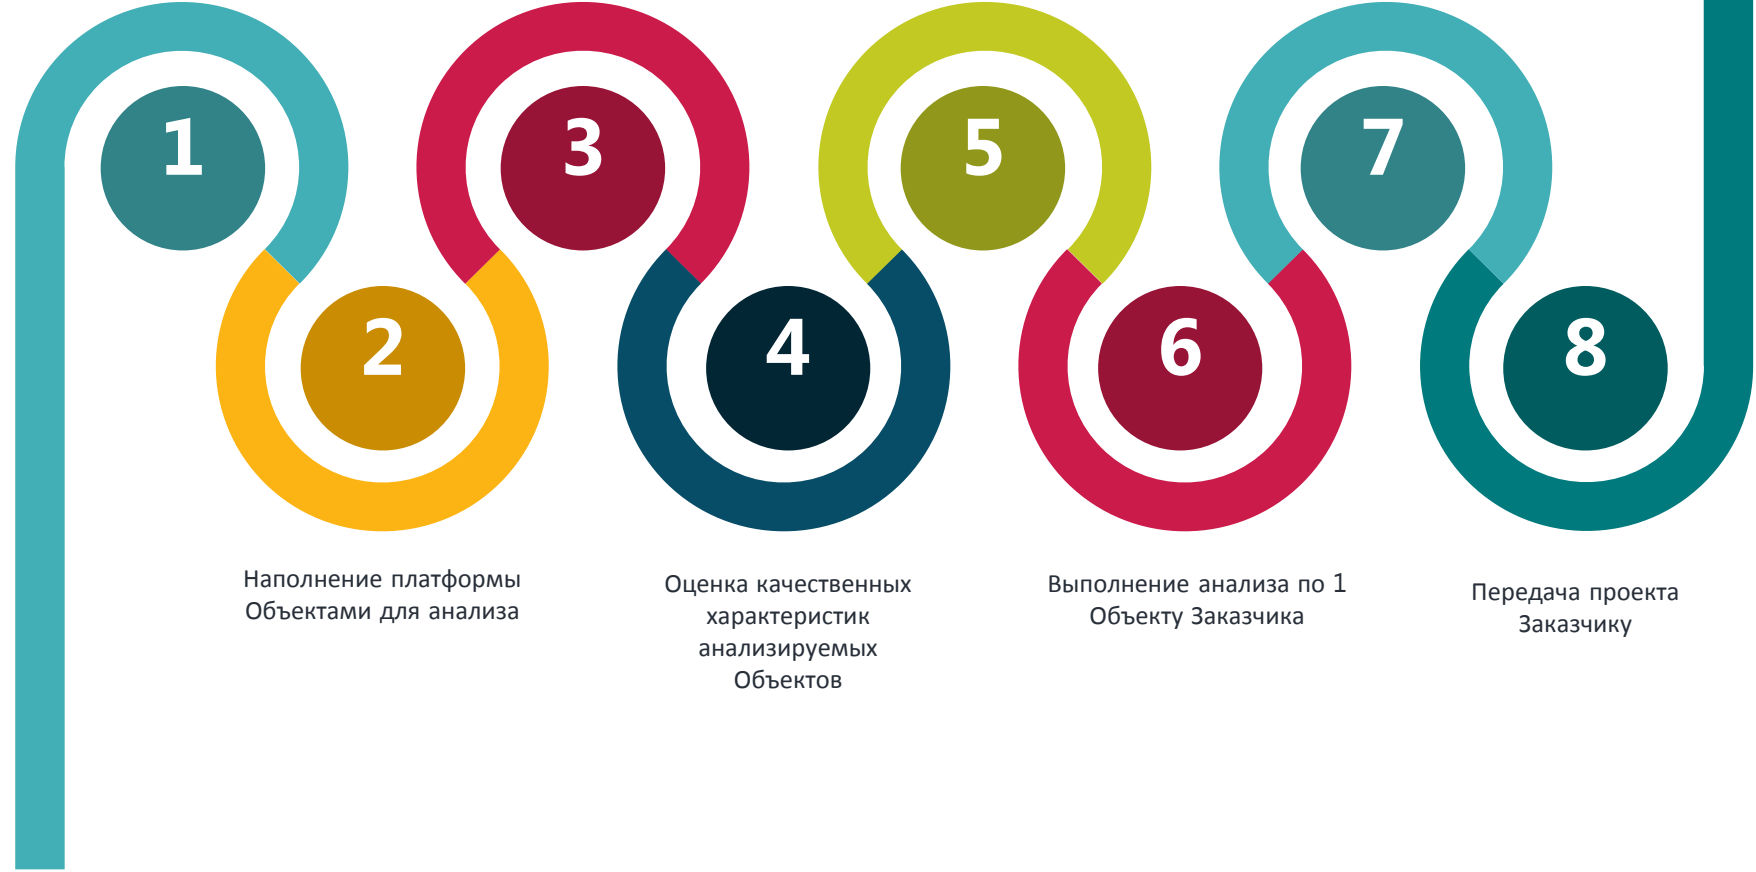 1
3
5
7
2
4
6
8
Наполнение платформы
Объектами для анализа
Оценка качественных
характеристик
анализируемых
Объектов
Выполнение анализа по 1
Объекту Заказчика
Передача проекта
Заказчику